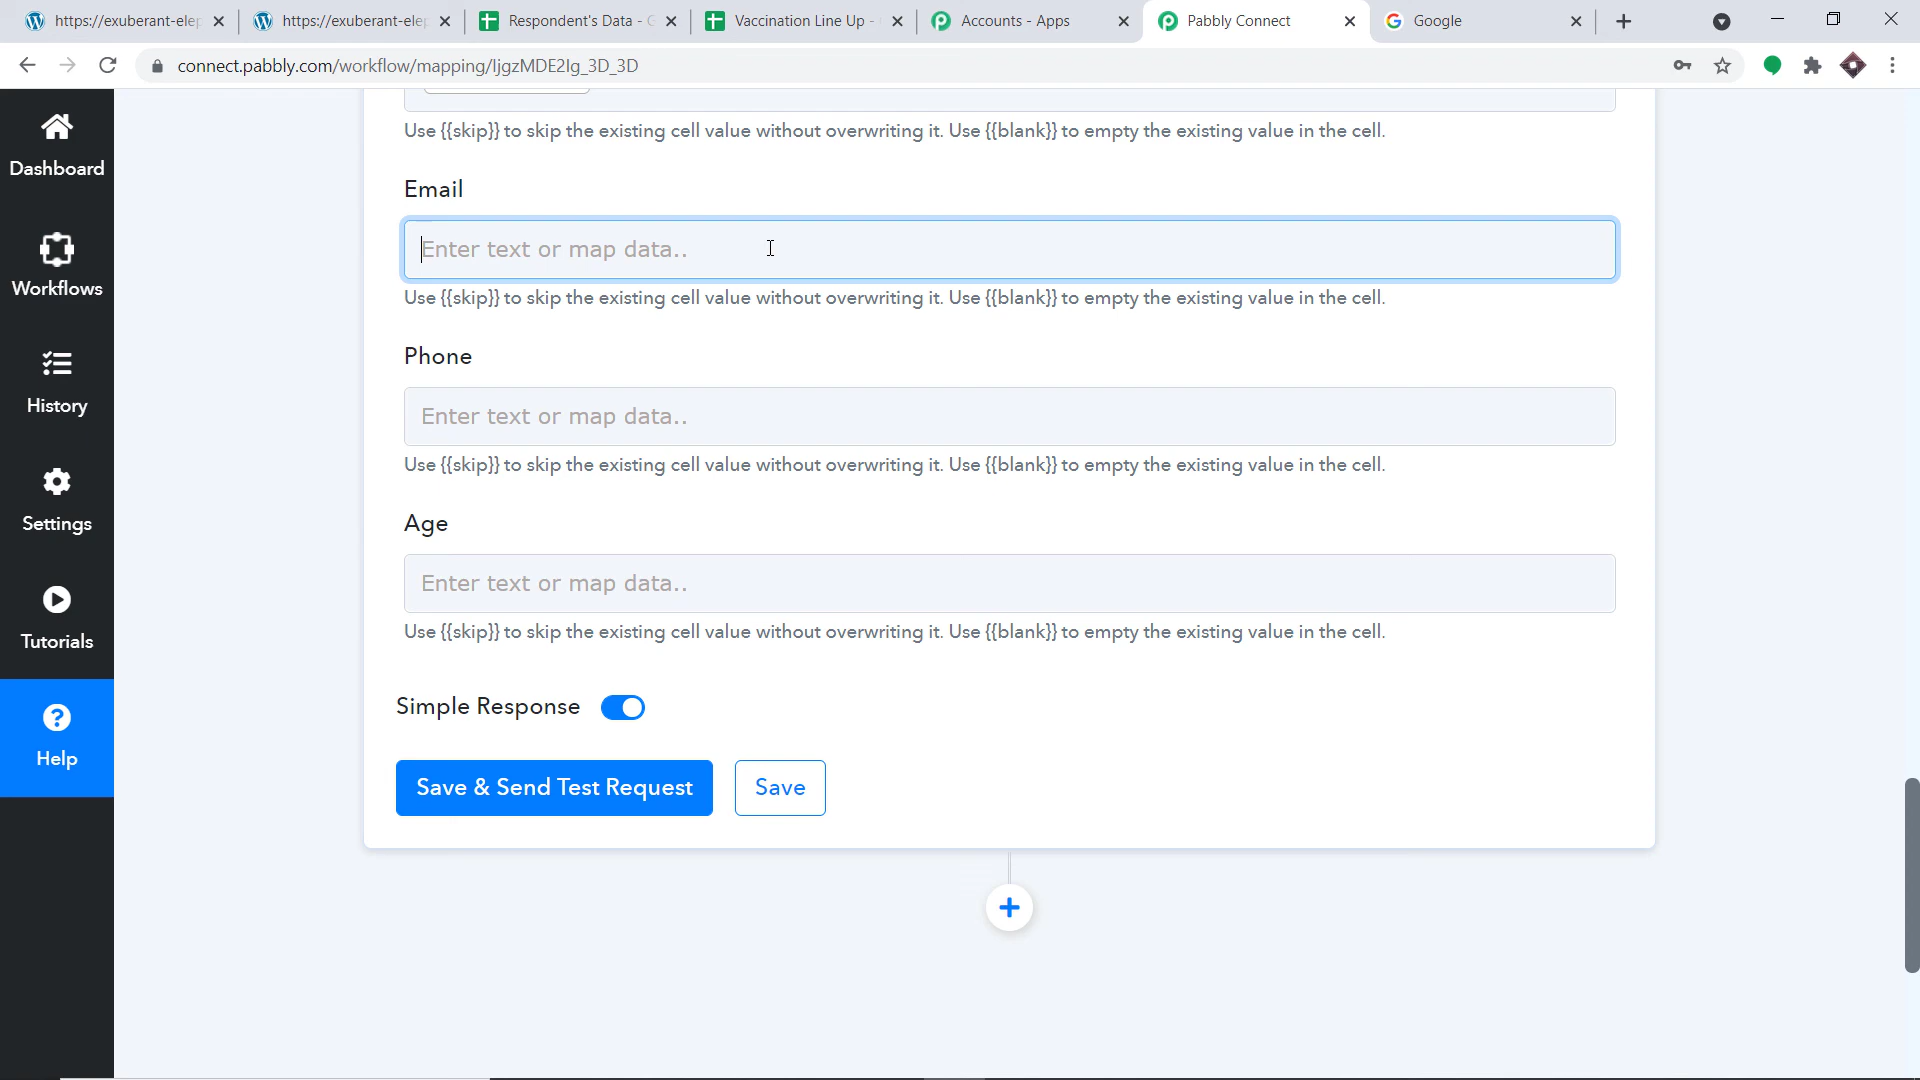 https://exuberant-elep
https://exuberant-elep
Respondent's Data - G
Vaccination Line Up -
Accounts - Apps
Pabbly Connect
Google
connect.pabbly.com/workflow/mapping/IjgzMDE2Ig_3D_3D
Dashboard
Workflows
History
Settings
Tutorials
Help
Use {{skip}} to skip the existing cell value without overwriting it. Use {{blank}} to empty the existing value in the cell.
Email
Enter text or map data..
Use {{skip}} to skip the existing cell value without overwriting it. Use {{blank}} to empty the existing value in the cell.
Phone
Enter text or map data..
Use {{skip}} to skip the existing cell value without overwriting it. Use {{blank}} to empty the existing value in the cell.
Age
Enter text or map data..
Use {{skip}} to skip the existing cell value without overwriting it. Use {{blank}} to empty the existing value in the cell.
Simple Response
Save & Send Test Request
Save